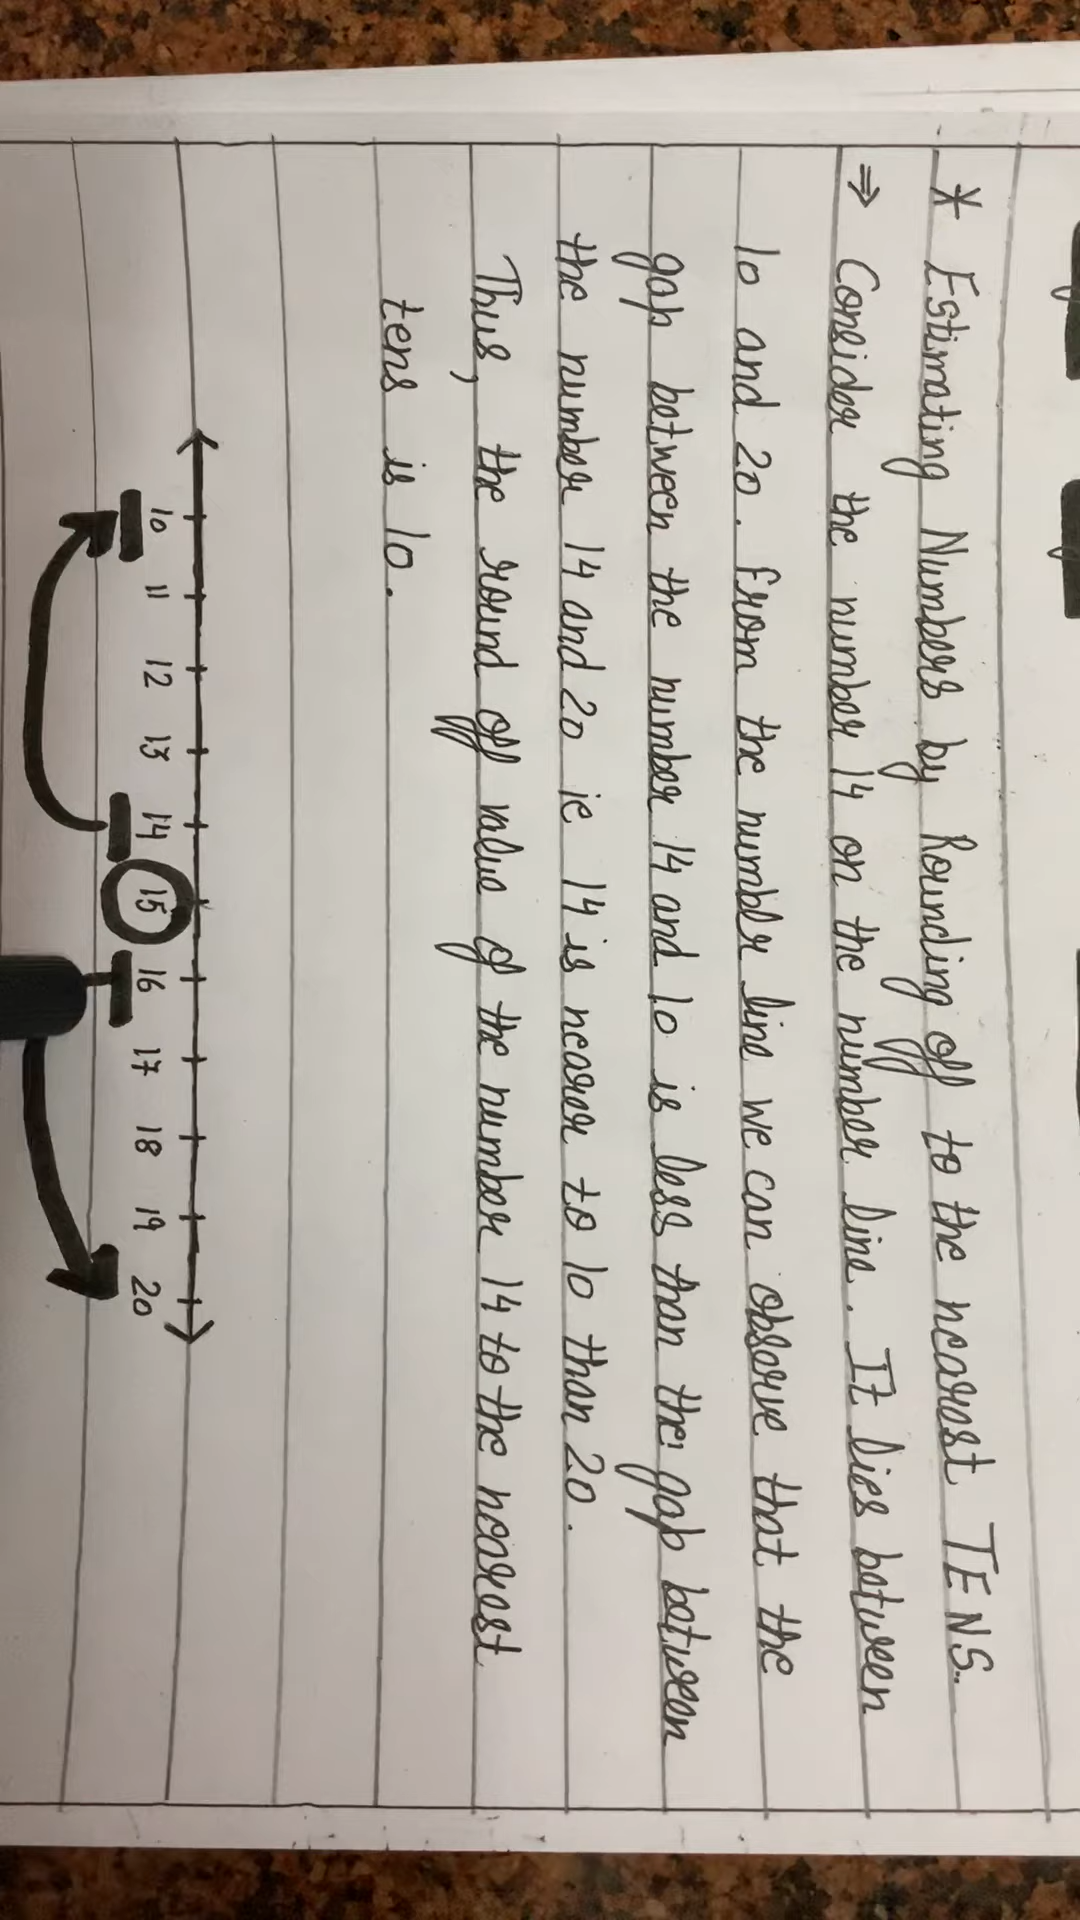 * Estimating Numbers by Rounding off to the nearest TENS.
⇒ Consider the number 14 on the number line. It lies between
10 and 20. From the number line we can observe that the
gap between the number 14 and 10 is less than the gap between
the number 14 and 20 ie 14 is nearer to 10 than 20.
Thus, the round off value of the number 14 to the nearest
tens is 10.
10 11 12 13 14 15 16 17 18 19 20